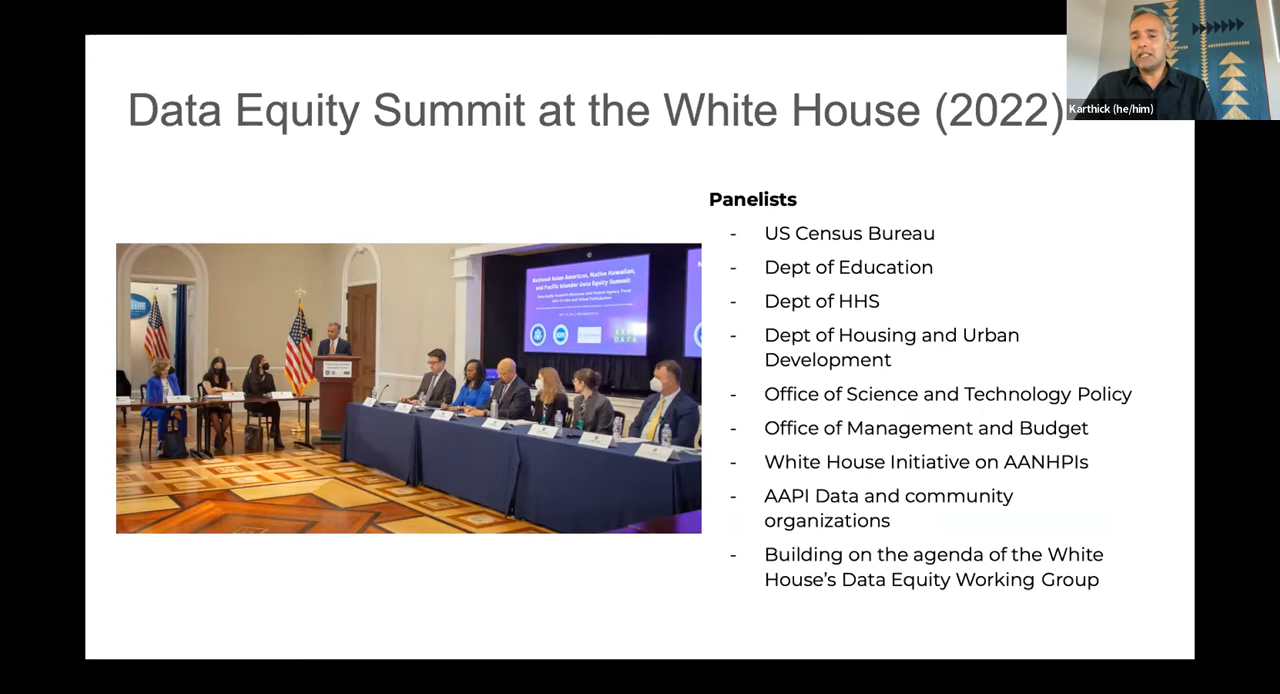 Data Equity Summit at the White House (2022)
Karthick (he/him)
Panelists
- US Census Bureau
- Dept of Education
- Dept of HHS
- Dept of Housing and Urban
Development
- Office of Science and Technology Policy
- Office of Management and Budget
- White House Initiative on AANHPIs
- AAPI Data and community
organizations
- Building on the agenda of the White
House’s Data Equity Working Group
National Asian American, Native Hawaiian,
and Pacific Islander Data Equity Summit